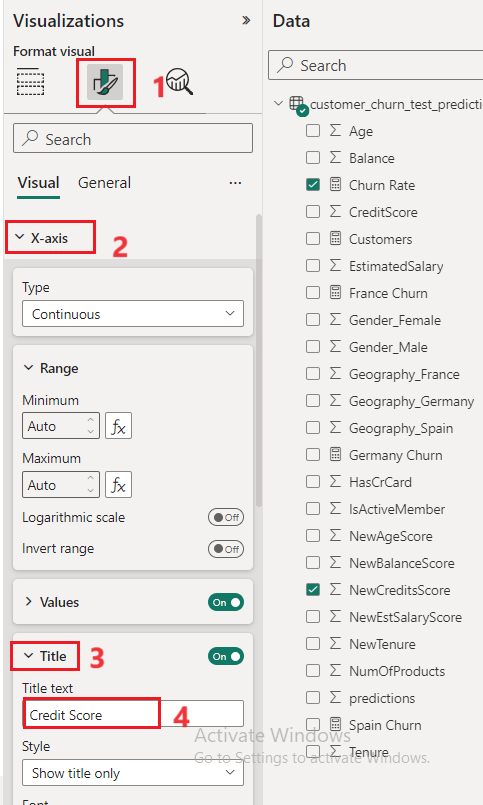 Visualizations
»
Format visual
1
Search
Visual
General
...
X-axis
2
Type
Continuous
Range
Minimum
Auto
fx
Maximum
Auto
fx
Logarithmic scale
Off
Invert range
Off
Values
On
Title
3
On
Title text
Credit Score
4
Style
Show title only
Data
Search
customer_churn_test_predicti
Age
Balance
Churn Rate
CreditScore
Customers
EstimatedSalary
France Churn
Gender_Female
Gender_Male
Geography_France
Geography_Germany
Geography_Spain
Germany Churn
HasCrCard
IsActiveMember
NewAgeScore
NewBalanceScore
NewCreditsScore
NewEstSalaryScore
NewTenure
NumOfProducts
predictions
Spain Churn
Tenure
Activate Windows
Go to Settings to activate Windows.